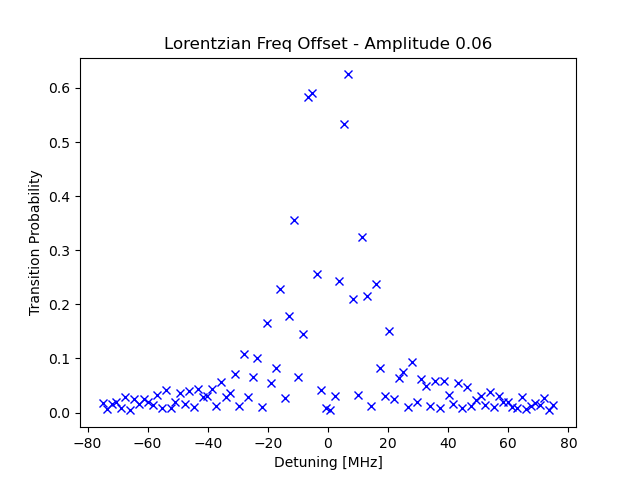 Lorentzian Freq Offset - Amplitude 0.06
Transition Probability
0.6
0.5
0.4
0.3
0.2
0.1
0.0
−80 −60 −40 −20 0 20 40 60 80
Detuning [MHz]